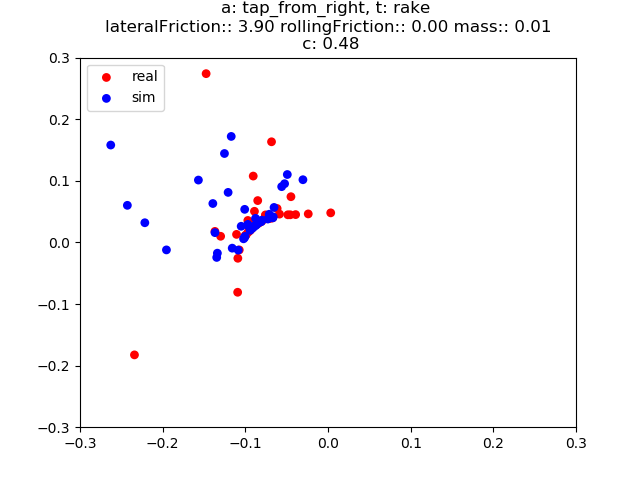 a: tap_from_right, t: rake
lateralFriction:: 3.90 rollingFriction:: 0.00 mass:: 0.01
c: 0.48
real
sim
0.3
0.2
0.1
0.0
−0.1
−0.2
−0.3
−0.3 −0.2 −0.1 0.0 0.1 0.2 0.3